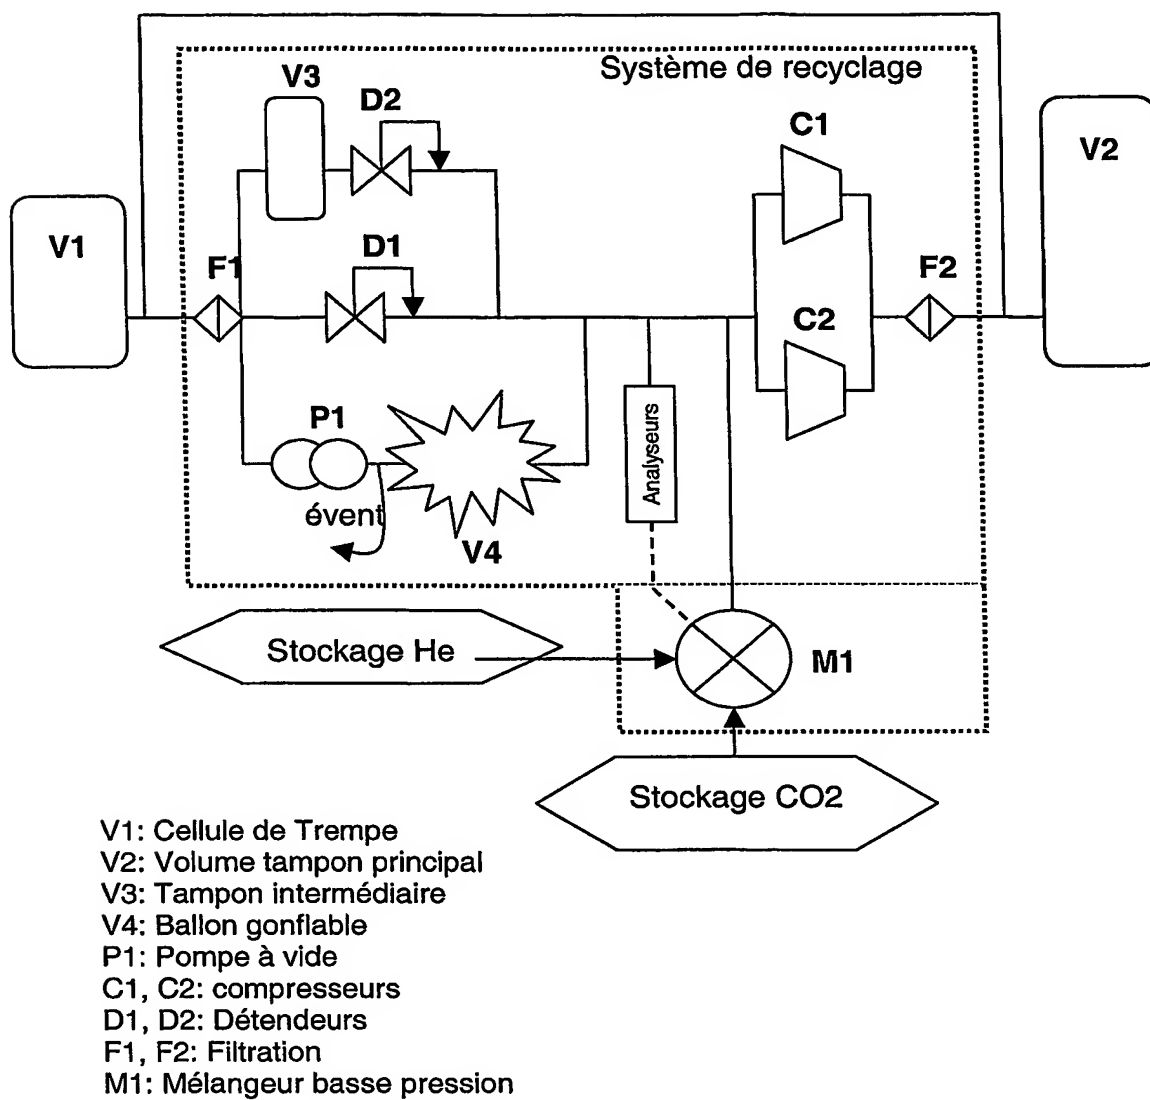 Système de recyclage
V3
D2
C1
V2
V1
F1
D1
F2
C2
P1
Analyseurs
évent
V4
Stockage He
M1
Stockage CO2
V1: Cellule de Trempe
V2: Volume tampon principal
V3: Tampon intermédiaire
V4: Ballon gonflable
P1: Pompe à vide
C1, C2: compresseurs
D1, D2: Détendeurs
F1, F2: Filtration
M1: Mélangeur basse pression